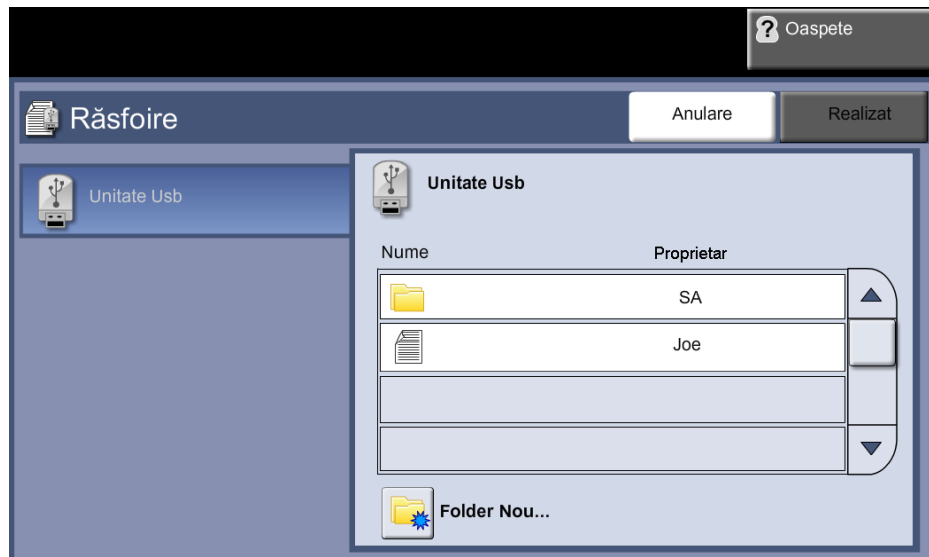 Oaspete
Răsfoire
Anulare
Realizat
Unitate Usb
Unitate Usb
Nume Proprietar
SA
Joe
Folder Nou...